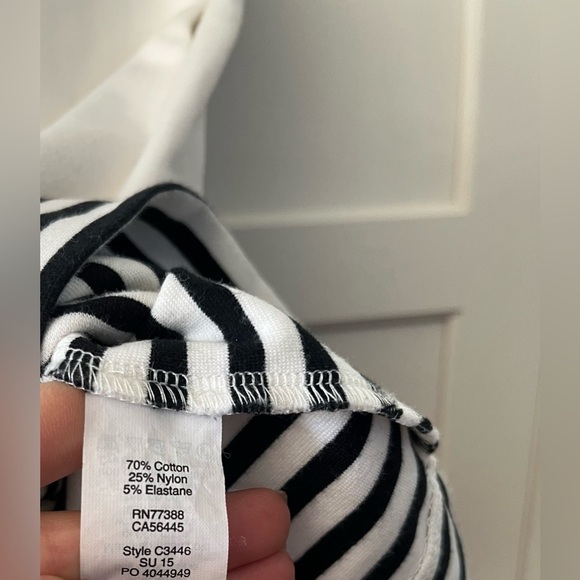 70% Cotton
25% Nylon
5% Elastane
RN77388
CA56445
Style C3446
SU 15
PO 4044949